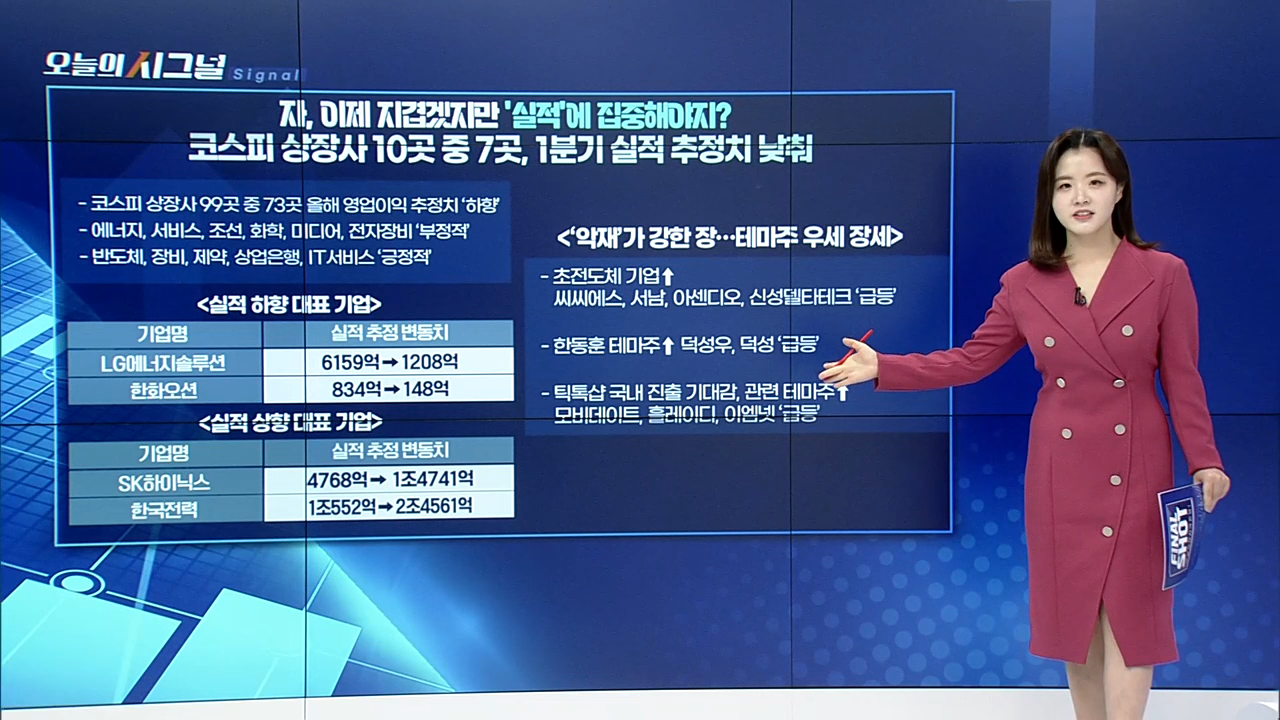 오늘의 시그널 Signal
자, 이제 지겹겠지만 '실적'에 집중해야지?
코스피 상장사 10곳 중 7곳, 1분기 실적 추정치 낮춰
- 코스피 상장사 99곳 중 73곳 올해 영업이익 추정치 '하향'
- 에너지, 서비스, 조선, 화학, 미디어, 전자장비 '부정적'
- 반도체, 장비, 제약, 상업은행, IT서비스 '긍정적'
<실적 하향 대표 기업>
기업명 실적 추정 변동치
LG에너지솔루션 6159억➡1208억
한화오션 834억➡148억
<실적 상향 대표 기업>
기업명 실적 추정 변동치
SK하이닉스 4768억➡ 1조4741억
한국전력 1조552억➡2조4561억
<'악재'가 강한 장…테마주 우세 장세>
- 초전도체 기업⬆
씨씨에스, 서남, 아센디오, 신성델타테크 '급등'
- 한동훈 테마주⬆ 덕성우, 덕성 '급등'
- 틱톡샵 국내 진출 기대감, 관련 테마주⬆
모비데이트, 흘레이디, 이엠넷 '급등'
FINAL
SHOT